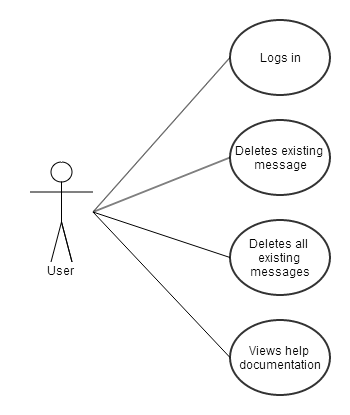 Logs in
Deletes existing
message
Deletes all
existing
messages
User
Views help
documentation